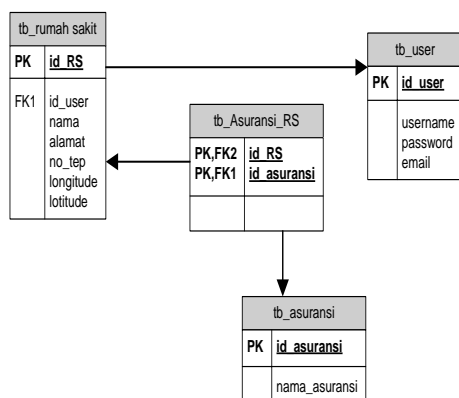 tb_rumah sakit
PK id_RS
FK1 id_user
nama
alamat
no_tep
longitude
lotitude
tb_user
PK id_user
username
password
email
tb_Asuransi_RS
PK,FK2 id_RS
PK,FK1 id_asuransi
tb_asuransi
PK id_asuransi
nama_asuransi